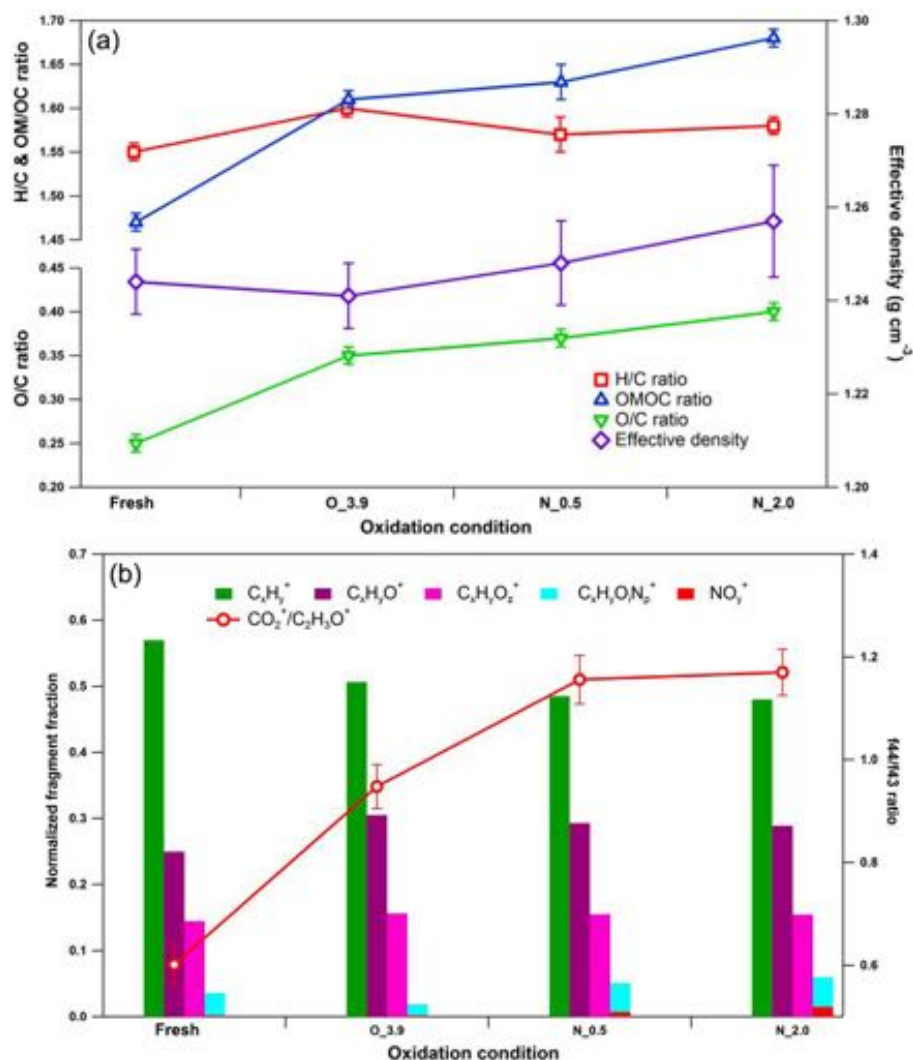 (a)
H/C & OM/OC ratio
1.70
1.65
1.60
1.55
1.50
1.45
O/C ratio
0.45
0.40
0.35
0.30
0.25
0.20
1.30
1.28
1.26
1.24
1.22
1.20
Effective density (g cm⁻³)
H/C ratio
OMOC ratio
O/C ratio
Effective density
Fresh O_3.9 N_0.5 N_2.0
Oxidation condition
(b)
Normalized fragment fraction
0.7
0.6
0.5
0.4
0.3
0.2
0.1
0.0
CₓHᵧ⁺ CₓHᵧO⁺ CₓHᵧO_z⁺ CₓHᵧOᵢNₚ⁺ NOᵧ⁺
CO₂⁺/C₂H₃O⁺
1.4
1.2
1.0
0.8
0.6
f44/f43 ratio
Fresh O_3.9 N_0.5 N_2.0
Oxidation condition